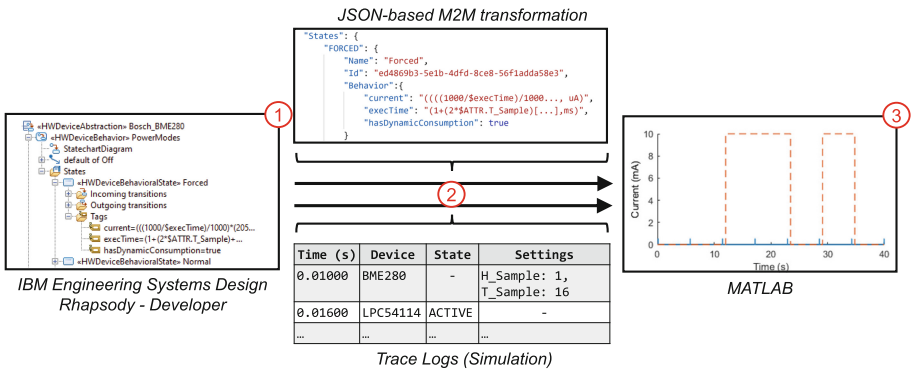 JSON-based M2M transformation
"States": {
"FORCED": {
"Name": "Forced",
"Id": "ed4869b3-5e1b-4dfd-8ce8-56f1adda58e3",
"Behavior":{
"current": "((((1000/$execTime)/1000..., uA)",
"execTime": "(1+(2*$ATTR.T_Sample)[...],ms)",
"hasDynamicConsumption": true
}
1
«HWDeviceAbstraction» Bosch_BME280
«HWDeviceBehavior» PowerModes
StatechartDiagram
default of Off
States
«HWDeviceBehavioralState» Forced
Incoming transitions
Outgoing transitions
Tags
current=(((1000/$execTime)/1000)*(205...
execTime=(1+(2*$ATTR.T_Sample)+...
hasDynamicConsumption=true
«HWDeviceBehavioralState» Normal
IBM Engineering Systems Design
Rhapsody - Developer
2
Time (s) Device State Settings
0.01000 BME280 - H_Sample: 1,
T_Sample: 16
0.01600 LPC54114 ACTIVE -
… … … …
Trace Logs (Simulation)
3
Current (mA)
10
8
6
4
2
0
0 10 20 30 40
Time (s)
MATLAB